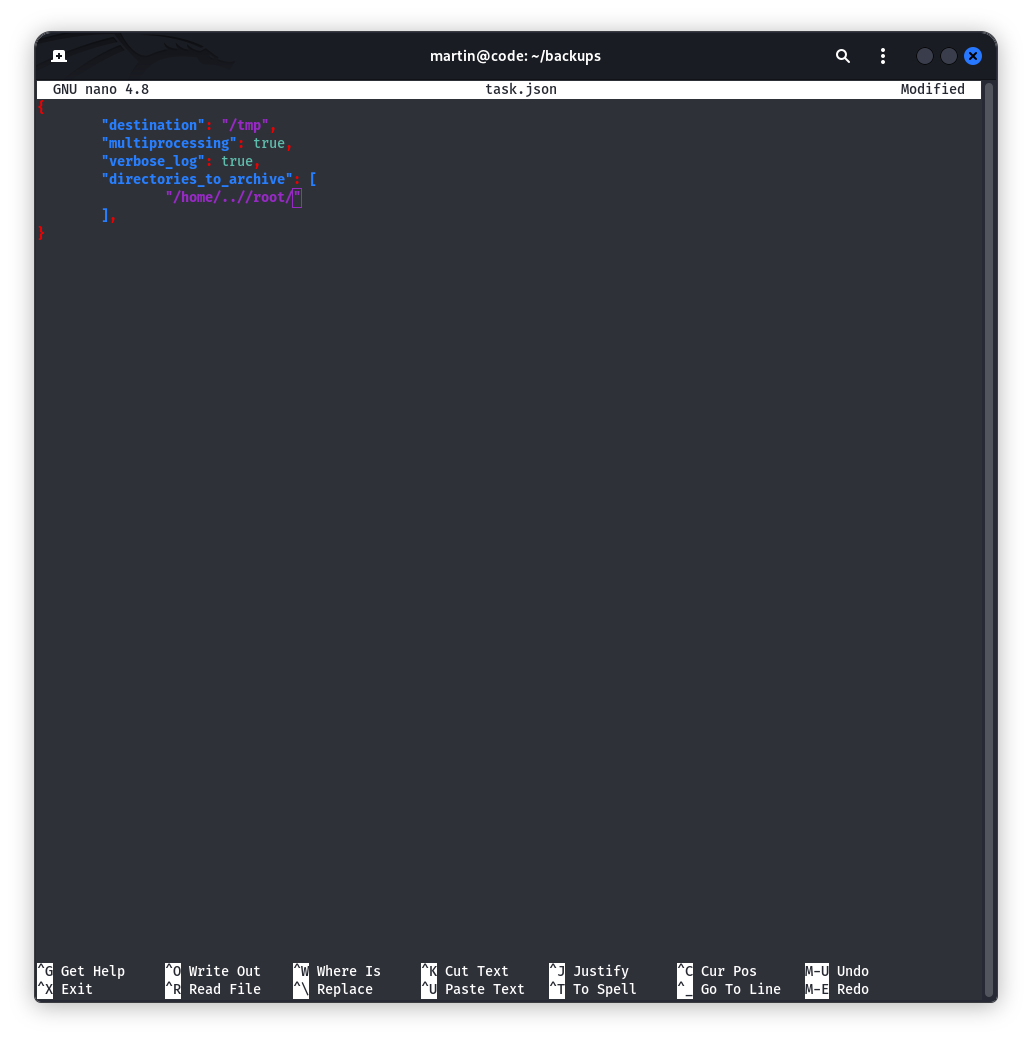 martin@code: ~/backups
GNU nano 4.8 task.json Modified
{
"destination": "/tmp",
"multiprocessing": true,
"verbose_log": true,
"directories_to_archive": [
"/home/..//root/"
],
}
^G Get Help ^O Write Out ^W Where Is ^K Cut Text ^J Justify ^C Cur Pos M-U Undo
^X Exit ^R Read File ^\ Replace ^U Paste Text ^T To Spell ^_ Go To Line M-E Redo